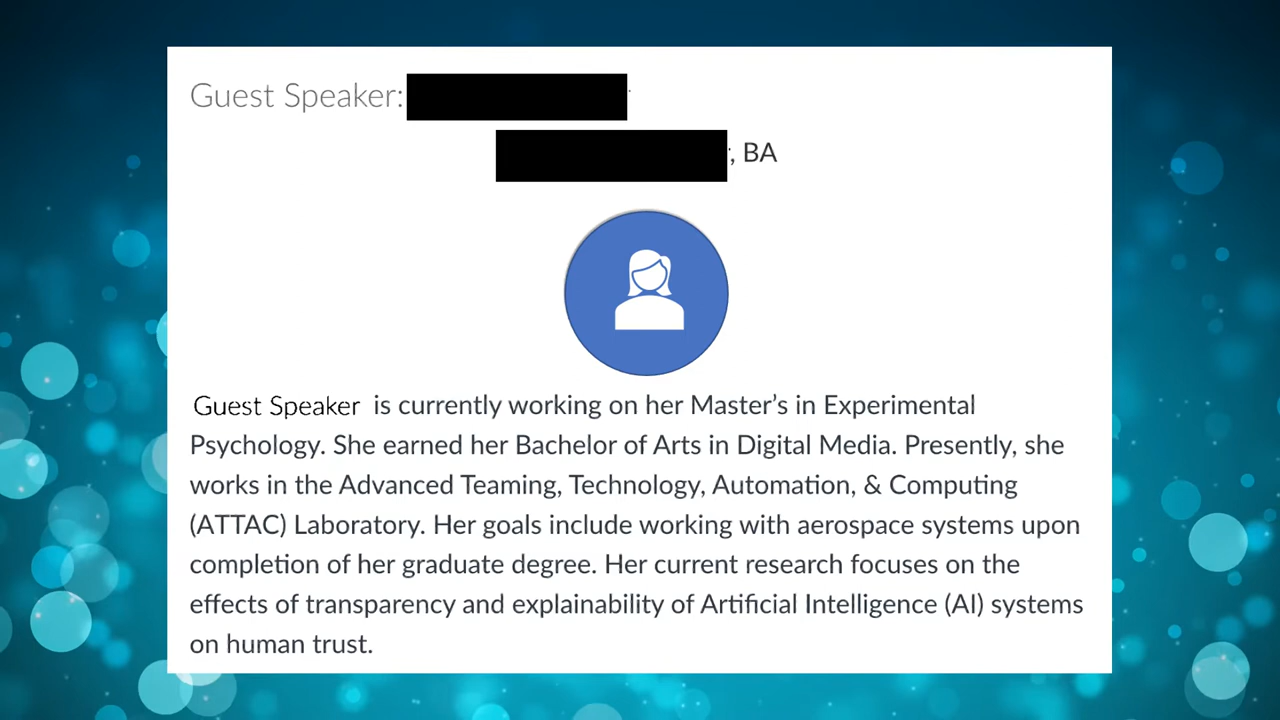 Guest Speaker:
, BA
Guest Speaker is currently working on her Master’s in Experimental
Psychology. She earned her Bachelor of Arts in Digital Media. Presently, she
works in the Advanced Teaming, Technology, Automation, & Computing
(ATTAC) Laboratory. Her goals include working with aerospace systems upon
completion of her graduate degree. Her current research focuses on the
effects of transparency and explainability of Artificial Intelligence (AI) systems
on human trust.